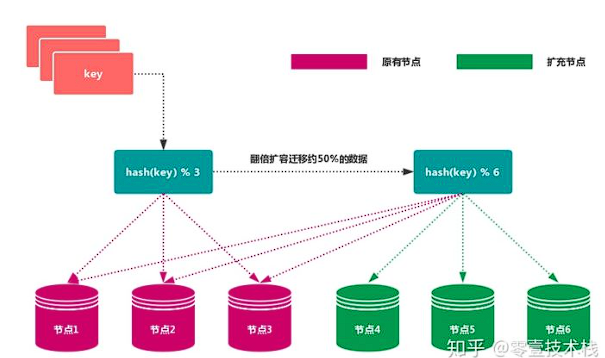 key
原有节点
扩充节点
hash(key) % 3
翻倍扩容迁移约50%的数据
hash(key) % 6
节点1
节点2
节点3
节点4
节点5
节点6
知乎 @零壹技术栈